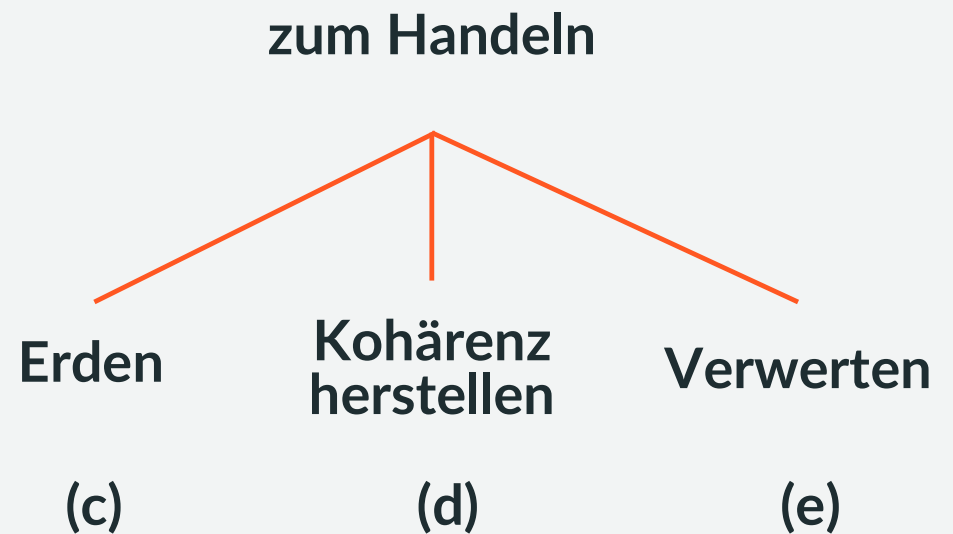 zum Handeln
Erden
Kohärenz
herstellen
Verwerten
(c)
(d)
(e)